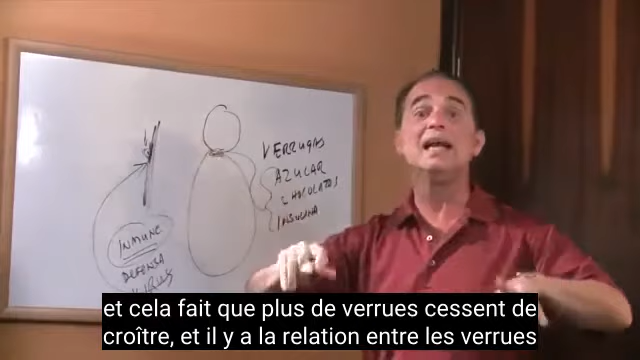 VERRUGAS
AZUCAR
CHOCOLATES
INSULINA
INMUNE
DEFENSA
VIRUS
et cela fait que plus de verrues cessent de
croître, et il y a la relation entre les verrues